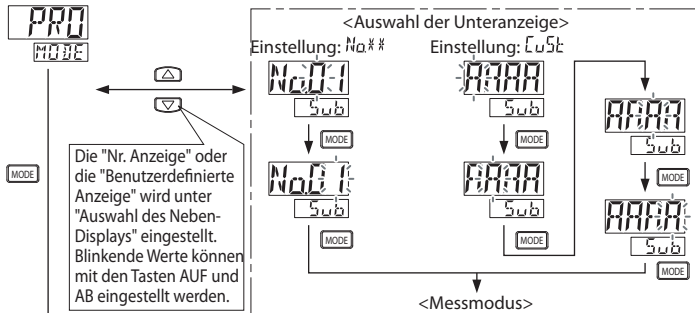 PRO
MODE
MODE
Die "Nr. Anzeige" oder
die "Benutzerdefinierte
Anzeige" wird unter
"Auswahl des Neben-
Displays" eingestellt.
Blinkende Werte können
mit den Tasten AUF und
AB eingestellt werden.
<Auswahl der Unteranzeige>
Einstellung: No.**
No.01
Sub
MODE
No.01
Sub
MODE
Einstellung: CuSt
AAAA
Sub
MODE
AAAA
Sub
MODE
AAAA
Sub
MODE
AAAA
Sub
MODE
<Messmodus>